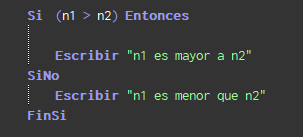 Si (n1 > n2) Entonces
Escribir "n1 es mayor a n2"
SiNo
Escribir "n1 es menor que n2"
FinSi